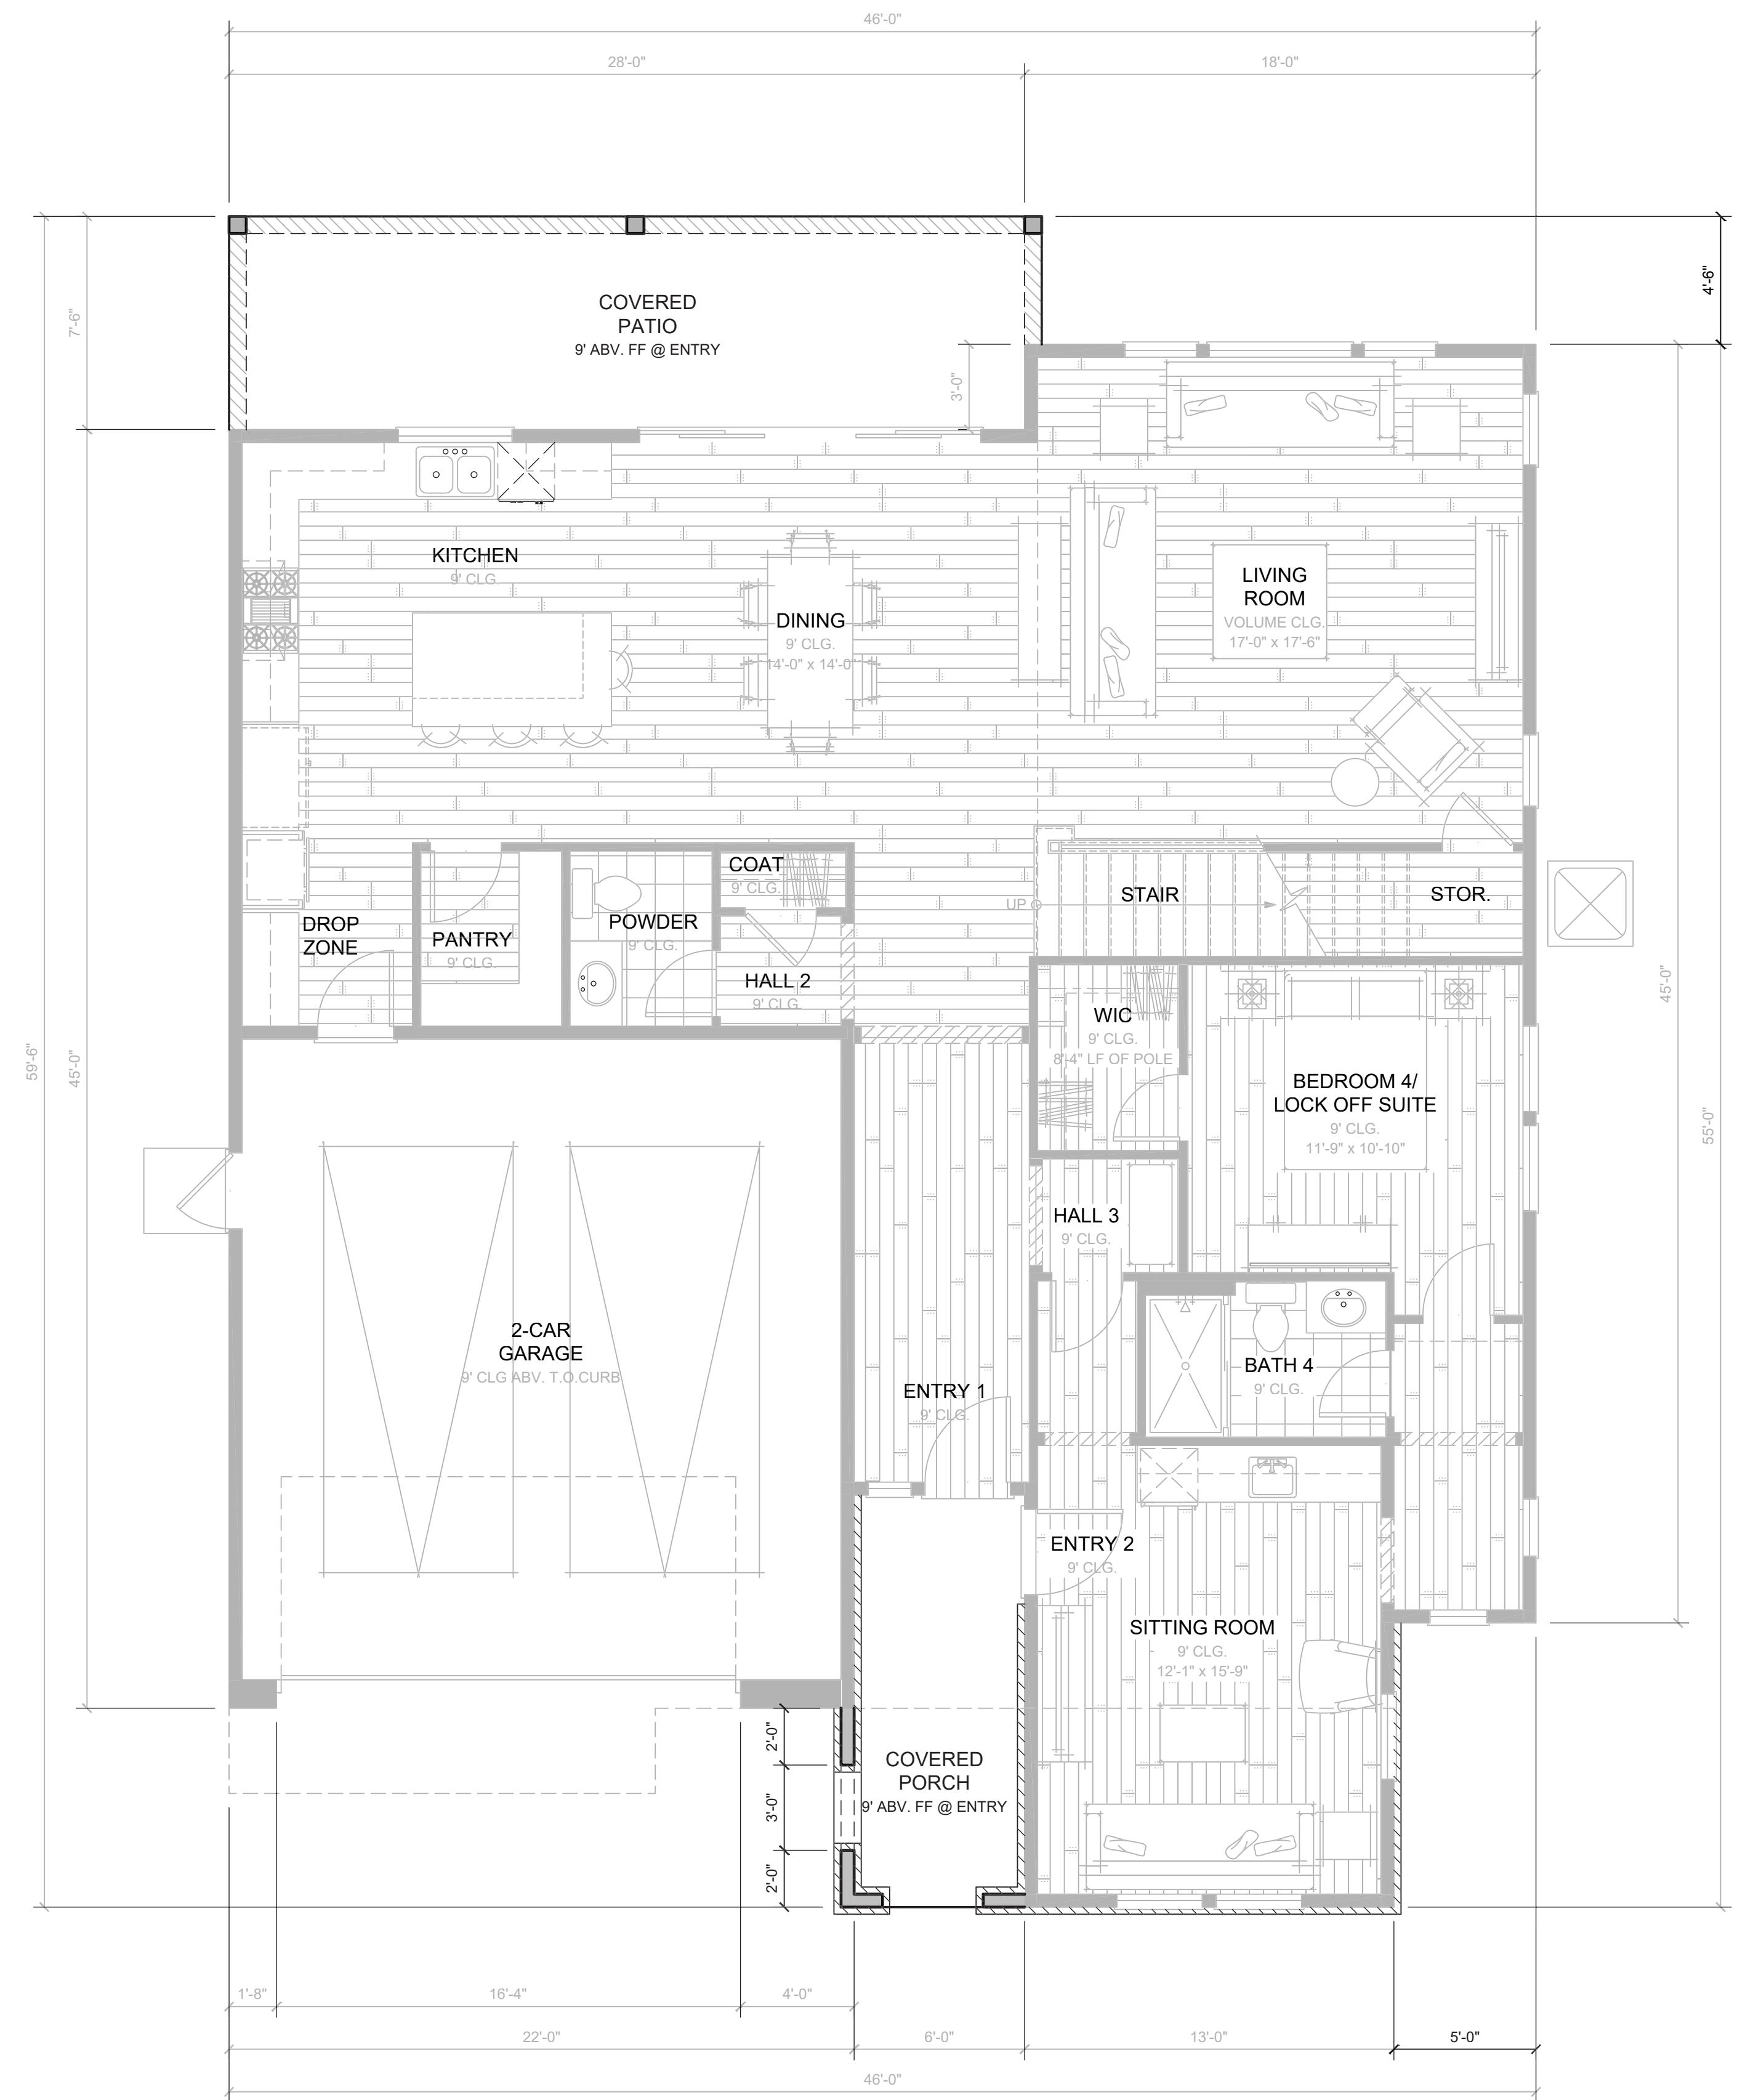 46'-0"
28'-0"
18'-0"
4'-6"
7'-6"
COVERED
PATIO
9' ABV. FF @ ENTRY
3'-0"
KITCHEN
9' CLG.
DINING
9' CLG.
14'-0" x 14'-0"
LIVING
ROOM
VOLUME CLG.
17'-0" x 17'-6"
COAT
9' CLG.
DROP
ZONE
PANTRY
9' CLG.
POWDER
9' CLG.
HALL 2
9' CLG.
UP
STAIR
STOR.
45'-0"
WIC
9' CLG.
8'-4" LF OF POLE
BEDROOM 4/
LOCK OFF SUITE
9' CLG.
11'-9" x 10'-10"
59'-6"
45'-0"
55'-0"
HALL 3
9' CLG.
2-CAR
GARAGE
9' CLG ABV. T.O.CURB
ENTRY 1
9' CLG.
BATH 4
9' CLG.
ENTRY 2
9' CLG.
SITTING ROOM
9' CLG.
12'-1" x 15'-9"
2'-0"
3'-0"
2'-0"
COVERED
PORCH
9' ABV. FF @ ENTRY
1'-8"
16'-4"
4'-0"
22'-0"
6'-0"
13'-0"
5'-0"
46'-0"